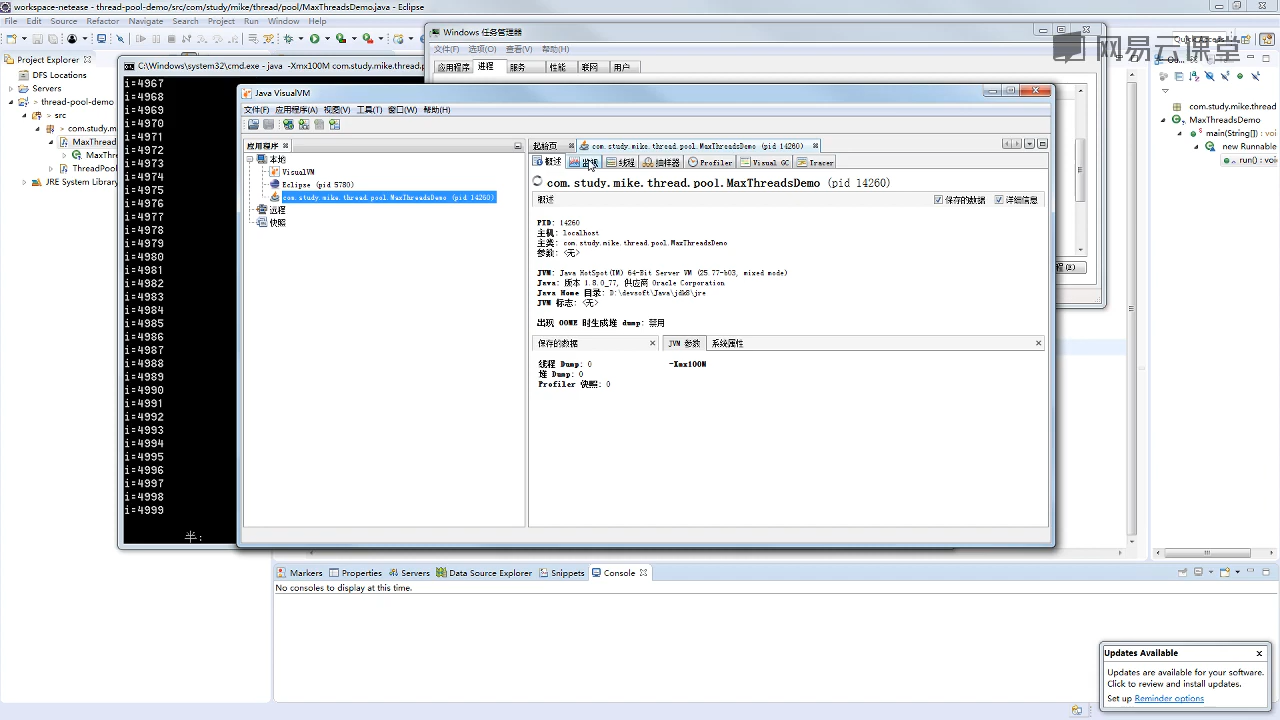 workspace-netease - thread-pool-demo/src/com/study/mike/thread/pool/MaxThreadsDemo.java - Eclipse
File Edit Source Refactor Navigate Search Project Run Window Help
Project Explorer
DFS Locations
Servers
thread-pool-demo
src
com.study.m
MaxThread
MaxThr
ThreadPoo
JRE System Library
C:\Windows\system32\cmd.exe - java -Xmx100M com.study.mike.thread.po
i=4967
i=4968
i=4969
i=4970
i=4971
i=4972
i=4973
i=4974
i=4975
i=4976
i=4977
i=4978
i=4979
i=4980
i=4981
i=4982
i=4983
i=4984
i=4985
i=4986
i=4987
i=4988
i=4989
i=4990
i=4991
i=4992
i=4993
i=4994
i=4995
i=4996
i=4997
i=4998
i=4999
半:
Windows 任务管理器
文件(F) 选项(O) 查看(V) 帮助(H)
应用程序 进程 服务 性能 联网 用户
网易云课堂
Java VisualVM
文件(F) 应用程序(A) 视图(V) 工具(T) 窗口(W) 帮助(H)
应用程序
本地
VisualVM
Eclipse (pid 5780)
com.study.mike.thread.pool.MaxThreadsDemo (pid 14260)
远程
快照
起始页 com.study.mike.thread.pool.MaxThreadsDemo (pid 14260)
概述 监视 线程 抽样器 Profiler Visual GC Tracer
com.study.mike.thread.pool.MaxThreadsDemo (pid 14260)
概述 保存的数据 详细信息
PID: 14260
主机: localhost
主类: com.study.mike.thread.pool.MaxThreadsDemo
参数: <无>
JVM: Java HotSpot(TM) 64-Bit Server VM (25.77-b03, mixed mode)
Java: 版本 1.8.0_77, 供应商 Oracle Corporation
Java Home 目录: D:\devsoft\Java\jdk8\jre
JVM 标志: <无>
出现 OOME 时生成堆 dump: 禁用
保存的数据 JVM 参数 系统属性
线程 Dump: 0 -Xmx100M
堆 Dump: 0
Profiler 快照: 0
com.study.mike.
MaxThreadsDemo
main(String[]) : vo
new Runnable
run() : voi
Markers Properties Servers Data Source Explorer Snippets Console
No consoles to display at this time.
Updates Available
Updates are available for your software.
Click to review and install updates.
Set up Reminder options